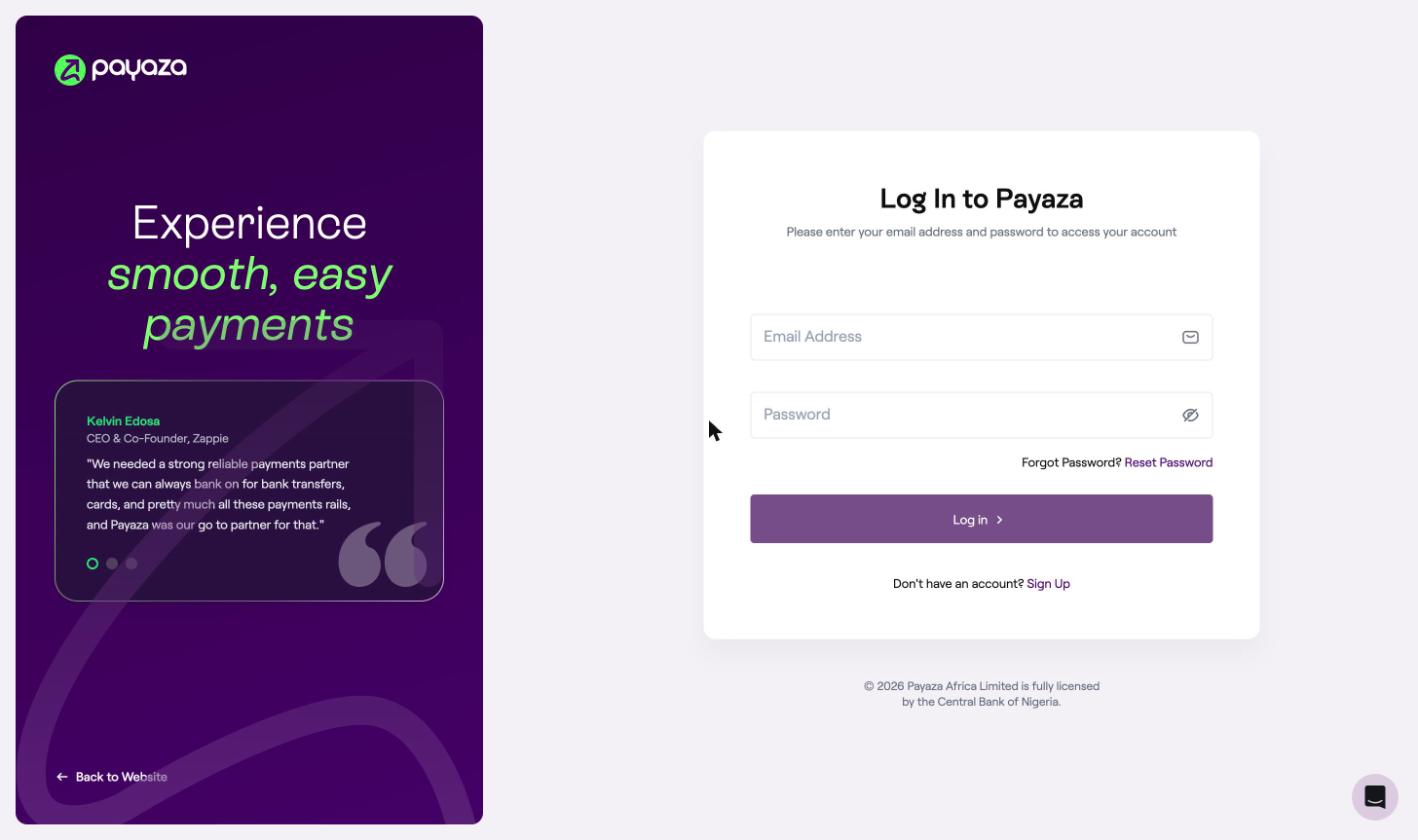 payaza
Experience
smooth, easy
payments
Kelvin Edosa
CEO & Co-Founder, Zappie
"We needed a strong reliable payments partner
that we can always bank on for bank transfers,
cards, and pretty much all these payments rails,
and Payaza was our go to partner for that."
← Back to Website
Log In to Payaza
Please enter your email address and password to access your account
Email Address
Password
Forgot Password? Reset Password
Log in >
Don't have an account? Sign Up
© 2026 Payaza Africa Limited is fully licensed
by the Central Bank of Nigeria.